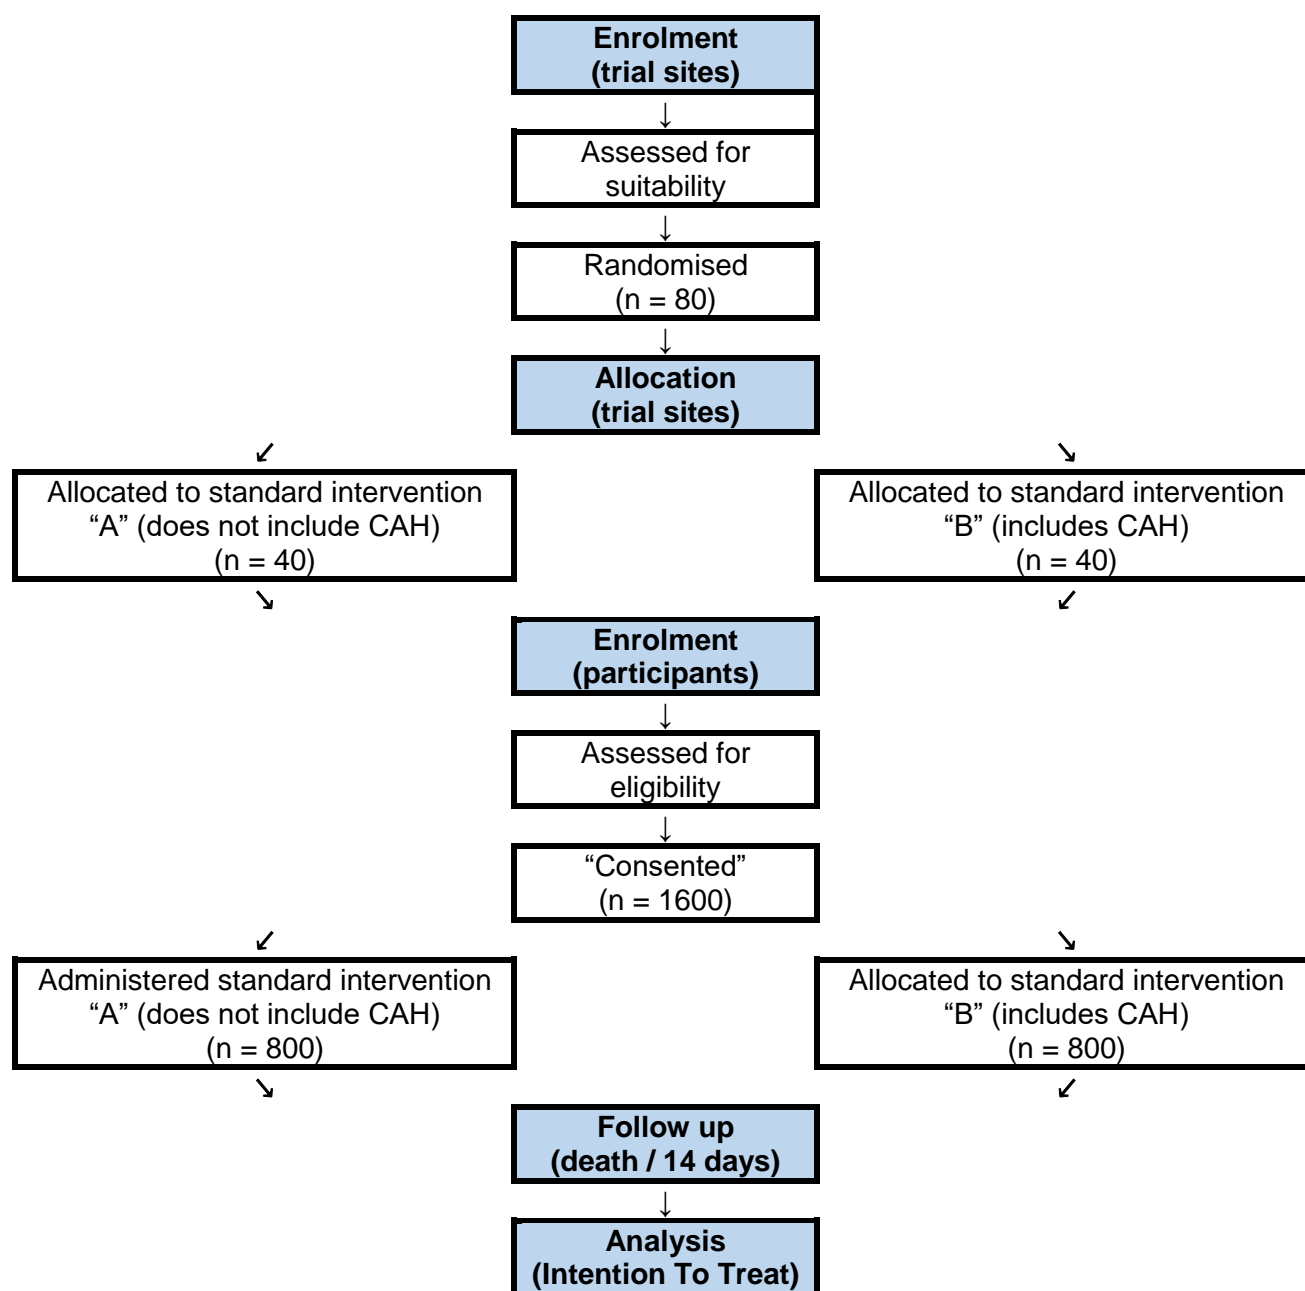 Enrolment
(trial sites)
↓
Assessed for
suitability
↓
Randomised
(n = 80)
↓
Allocation
(trial sites)
↙ ↘
Allocated to standard intervention
“A” (does not include CAH)
(n = 40)
Allocated to standard intervention
“B” (includes CAH)
(n = 40)
↘ ↙
Enrolment
(participants)
↓
Assessed for
eligibility
↓
“Consented”
(n = 1600)
↙ ↘
Administered standard intervention
“A” (does not include CAH)
(n = 800)
Allocated to standard intervention
“B” (includes CAH)
(n = 800)
↘ ↙
Follow up
(death / 14 days)
↓
Analysis
(Intention To Treat)